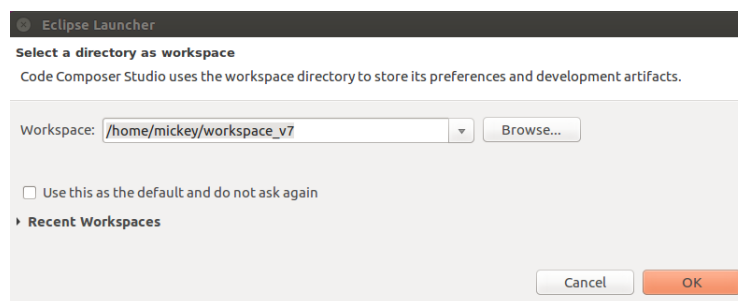 Eclipse Launcher
Select a directory as workspace
Code Composer Studio uses the workspace directory to store its preferences and development artifacts.
Workspace: /home/mickey/workspace_v7 Browse...
Use this as the default and do not ask again
Recent Workspaces
Cancel OK